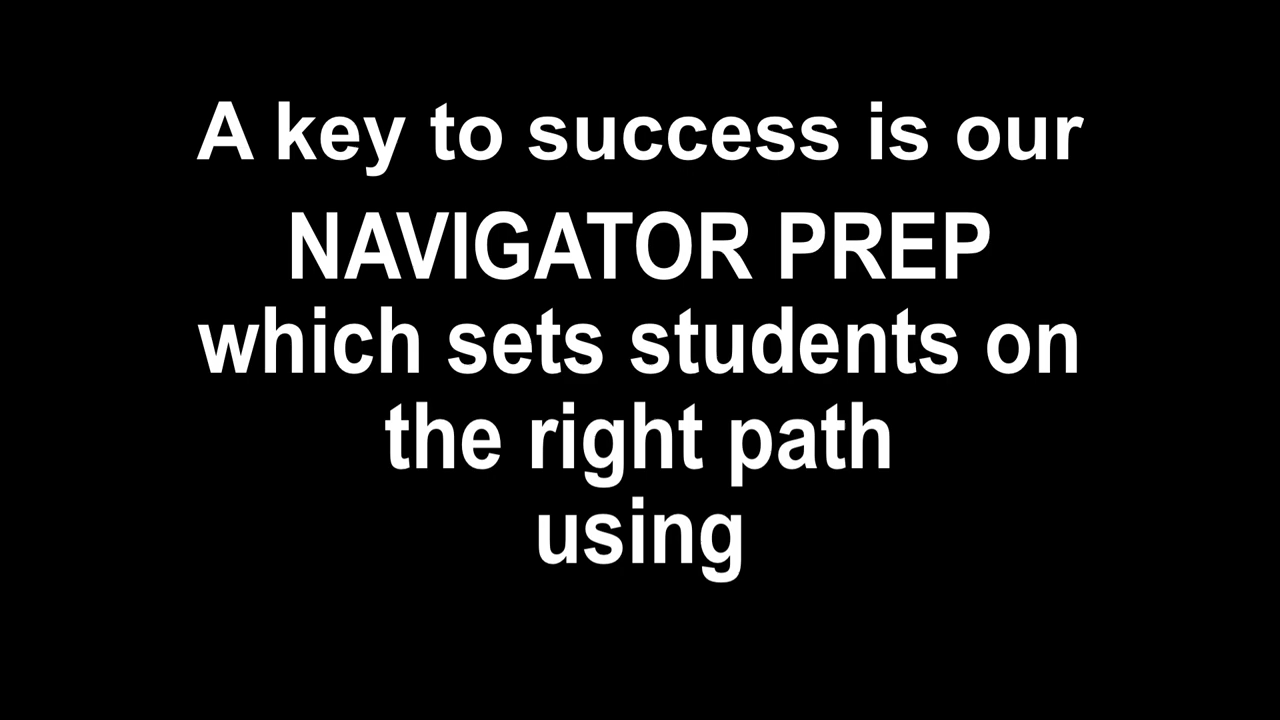 A key to success is our
NAVIGATOR PREP
which sets students on
the right path
using